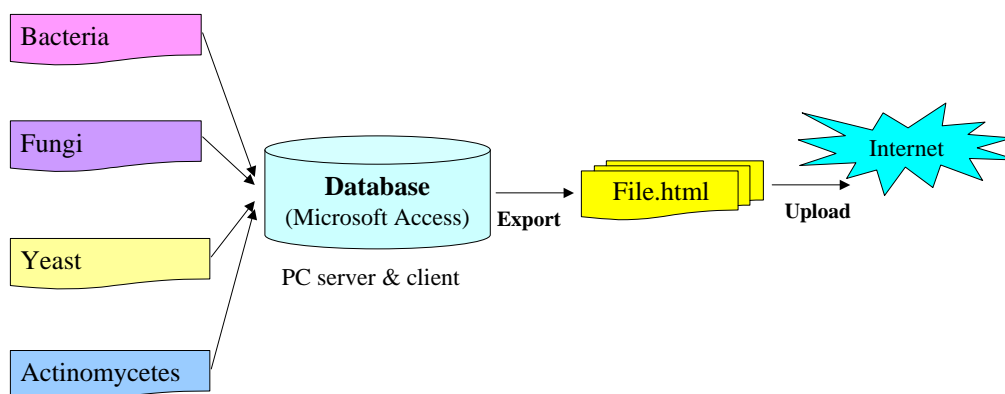 Bacteria
Fungi
Yeast
Actinomycetes
Database
(Microsoft Access)
PC server & client
Export
File.html
Upload
Internet